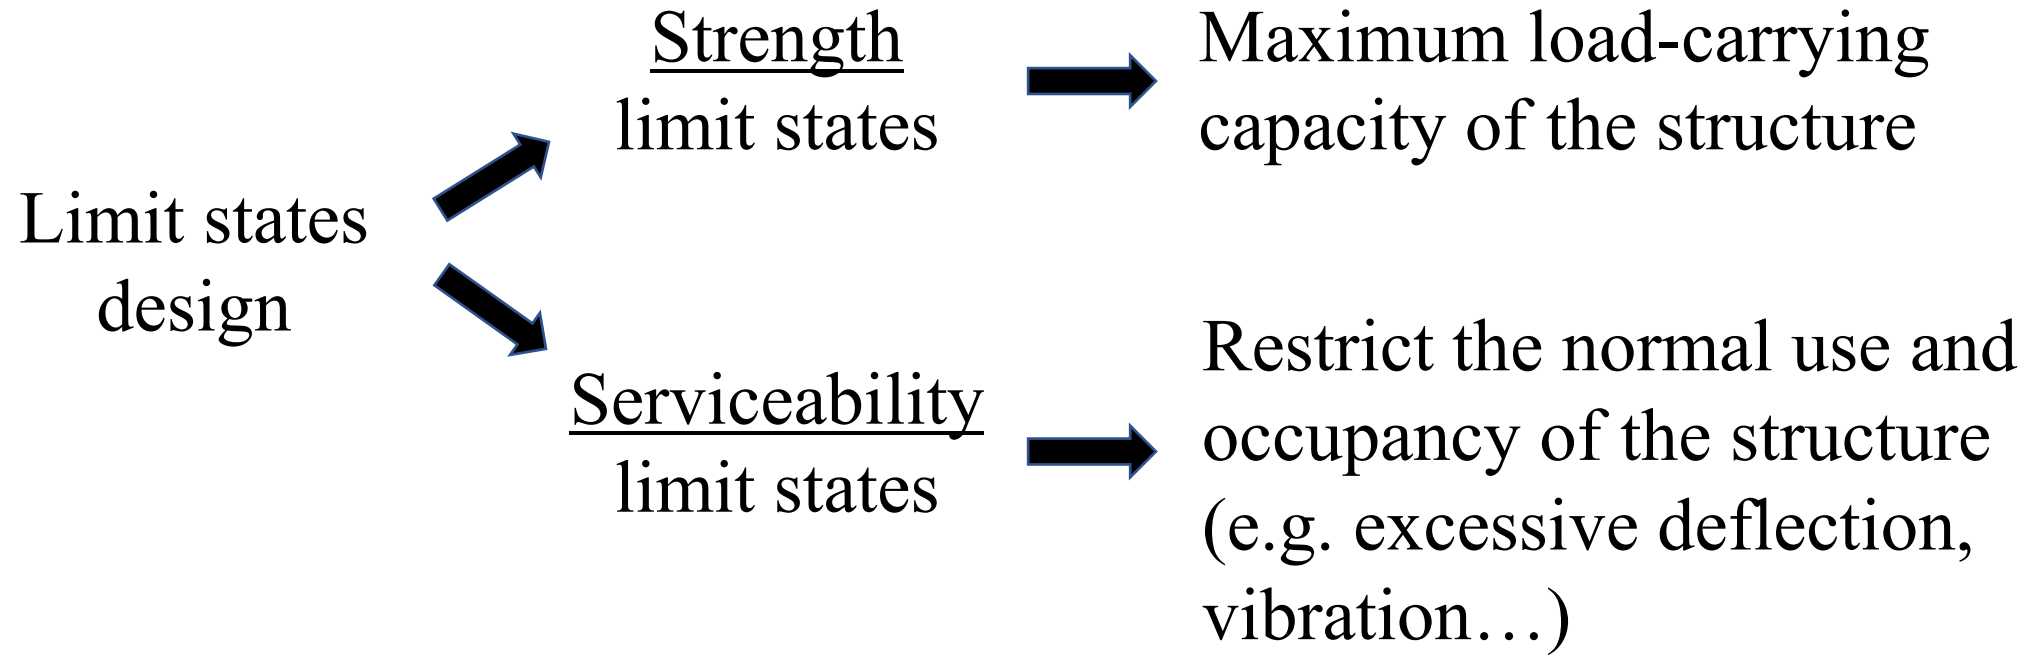 Limit states
design
Strength
limit states
Maximum load-carrying
capacity of the structure
Serviceability
limit states
Restrict the normal use and
occupancy of the structure
(e.g. excessive deflection,
vibration…)